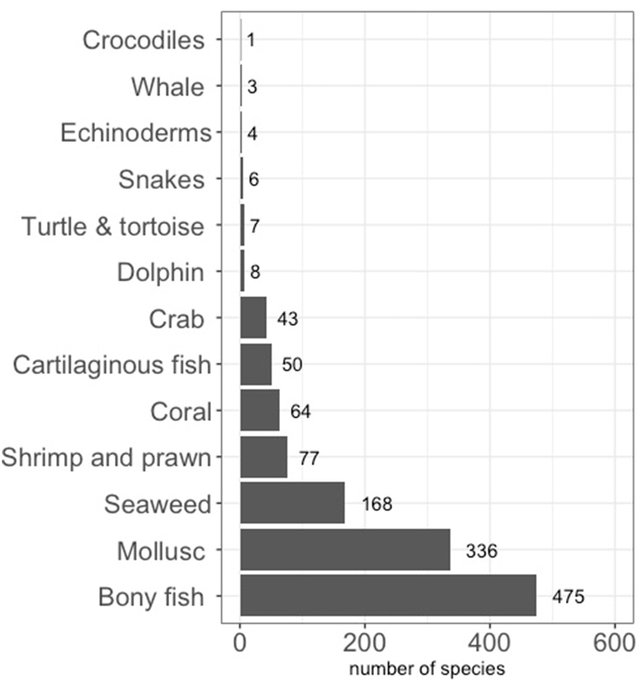 Crocodiles 1
Whale 3
Echinoderms 4
Snakes 6
Turtle & tortoise 7
Dolphin 8
Crab 43
Cartilaginous fish 50
Coral 64
Shrimp and prawn 77
Seaweed 168
Mollusc 336
Bony fish 475
0 200 400 600
number of species